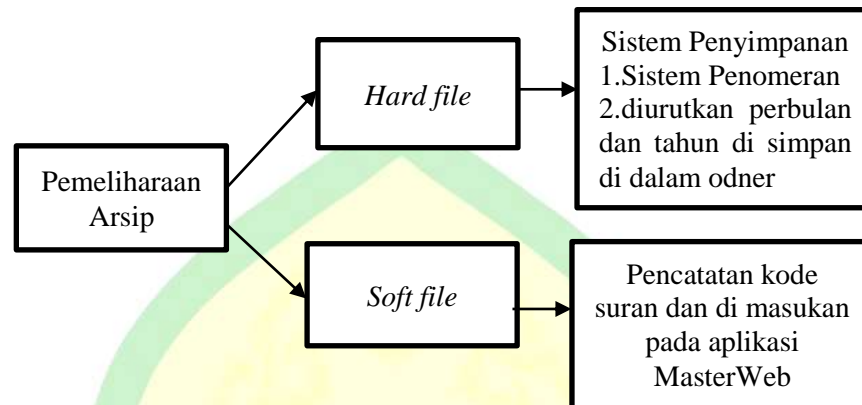 Pemeliharaan
Arsip
Hard file
Sistem Penyimpanan
1.Sistem Penomeran
2.diurutkan perbulan
dan tahun di simpan
di dalam odner
Soft file
Pencatatan kode
suran dan di masukan
pada aplikasi
MasterWeb